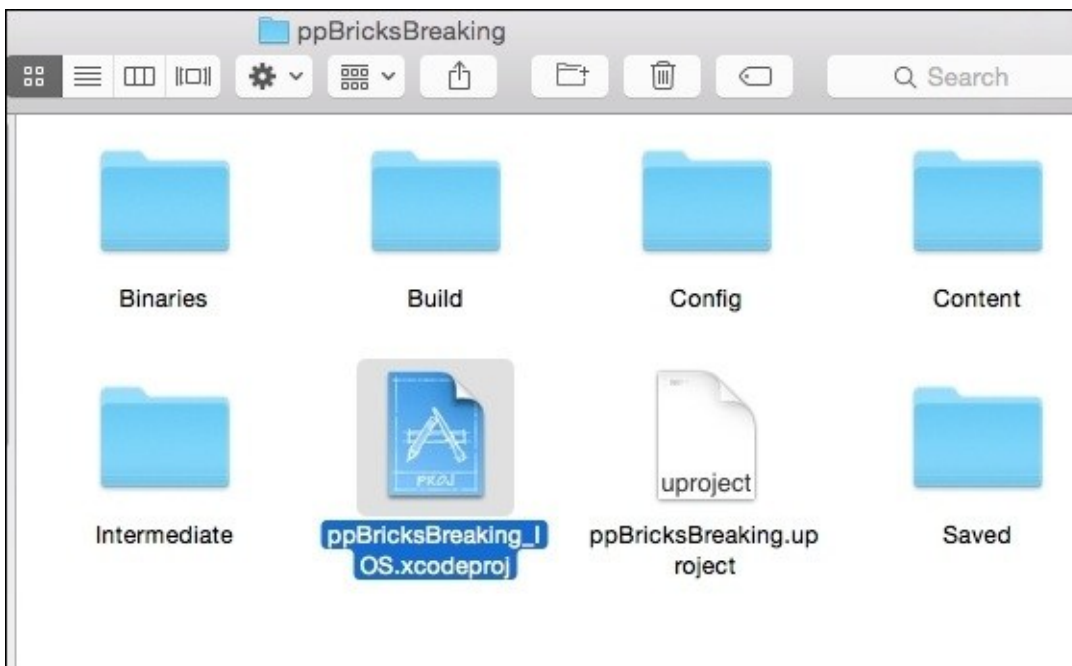 ppBricksBreaking
Search
Binaries
Build
Config
Content
PROJ
uproject
Intermediate
ppBricksBreaking_I
OS.xcodeproj
ppBricksBreaking.up
roject
Saved